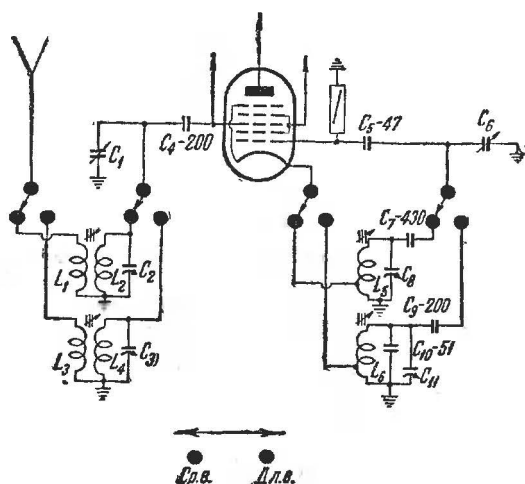 C₄-200
C₅-47
C₆
C₁
C₇-430
L₁ L₂ C₂
L₅ C₈
C₉-200
L₃ L₄ C₃₀
L₆ C₁₀-51
C₁₁
Ср.в. Дл.в.